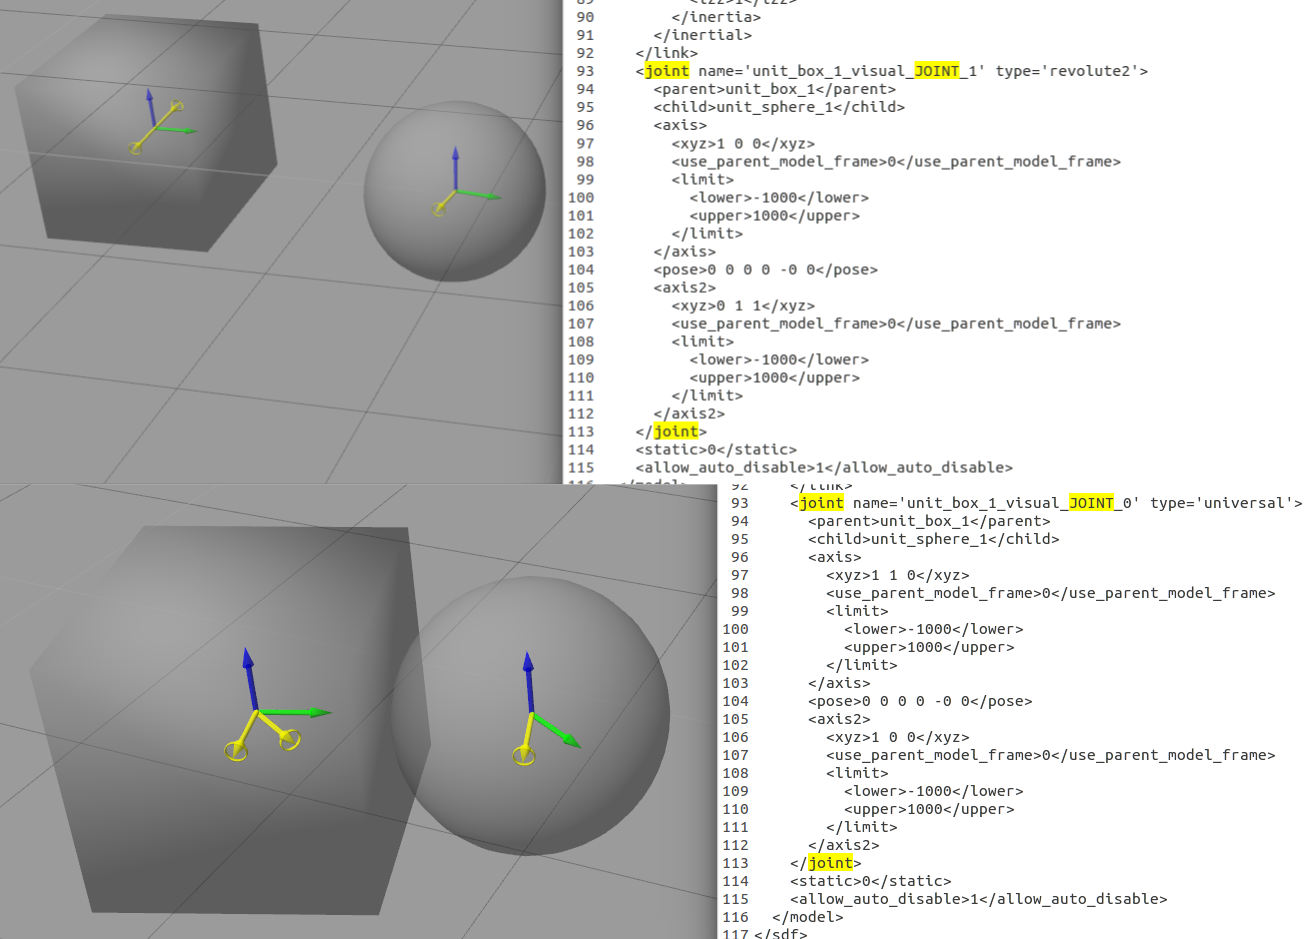 90         </inertia>
91       </inertial>
92     </link>
93     <joint name='unit_box_1_visual_JOINT_1' type='revolute2'>
94       <parent>unit_box_1</parent>
95       <child>unit_sphere_1</child>
96       <axis>
97         <xyz>1 0 0</xyz>
98         <use_parent_model_frame>0</use_parent_model_frame>
99         <limit>
100           <lower>-1000</lower>
101           <upper>1000</upper>
102         </limit>
103       </axis>
104       <pose>0 0 0 0 -0 0</pose>
105       <axis2>
106         <xyz>0 1 1</xyz>
107         <use_parent_model_frame>0</use_parent_model_frame>
108         <limit>
109           <lower>-1000</lower>
110           <upper>1000</upper>
111         </limit>
112       </axis2>
113     </joint>
114     <static>0</static>
115     <allow_auto_disable>1</allow_auto_disable>
92     </link>
93     <joint name='unit_box_1_visual_JOINT_0' type='universal'>
94       <parent>unit_box_1</parent>
95       <child>unit_sphere_1</child>
96       <axis>
97         <xyz>1 1 0</xyz>
98         <use_parent_model_frame>0</use_parent_model_frame>
99         <limit>
100           <lower>-1000</lower>
101           <upper>1000</upper>
102         </limit>
103       </axis>
104       <pose>0 0 0 0 -0 0</pose>
105       <axis2>
106         <xyz>1 0 0</xyz>
107         <use_parent_model_frame>0</use_parent_model_frame>
108         <limit>
109           <lower>-1000</lower>
110           <upper>1000</upper>
111         </limit>
112       </axis2>
113     </joint>
114     <static>0</static>
115     <allow_auto_disable>1</allow_auto_disable>
116   </model>
117 </sdf>